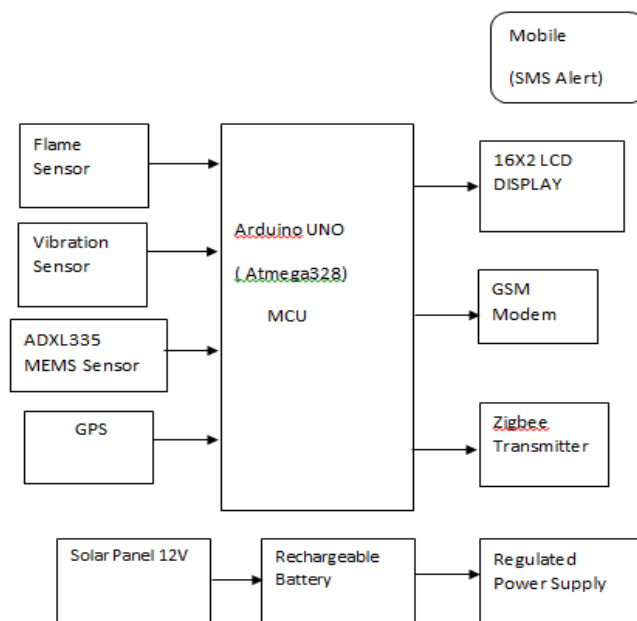 Mobile
(SMS Alert)
Flame
Sensor
16X2 LCD
DISPLAY
Vibration
Sensor
Arduino UNO
( Atmega328)
MCU
GSM
Modem
ADXL335
MEMS Sensor
GPS
Zigbee
Transmitter
Solar Panel 12V
Rechargeable
Battery
Regulated
Power Supply